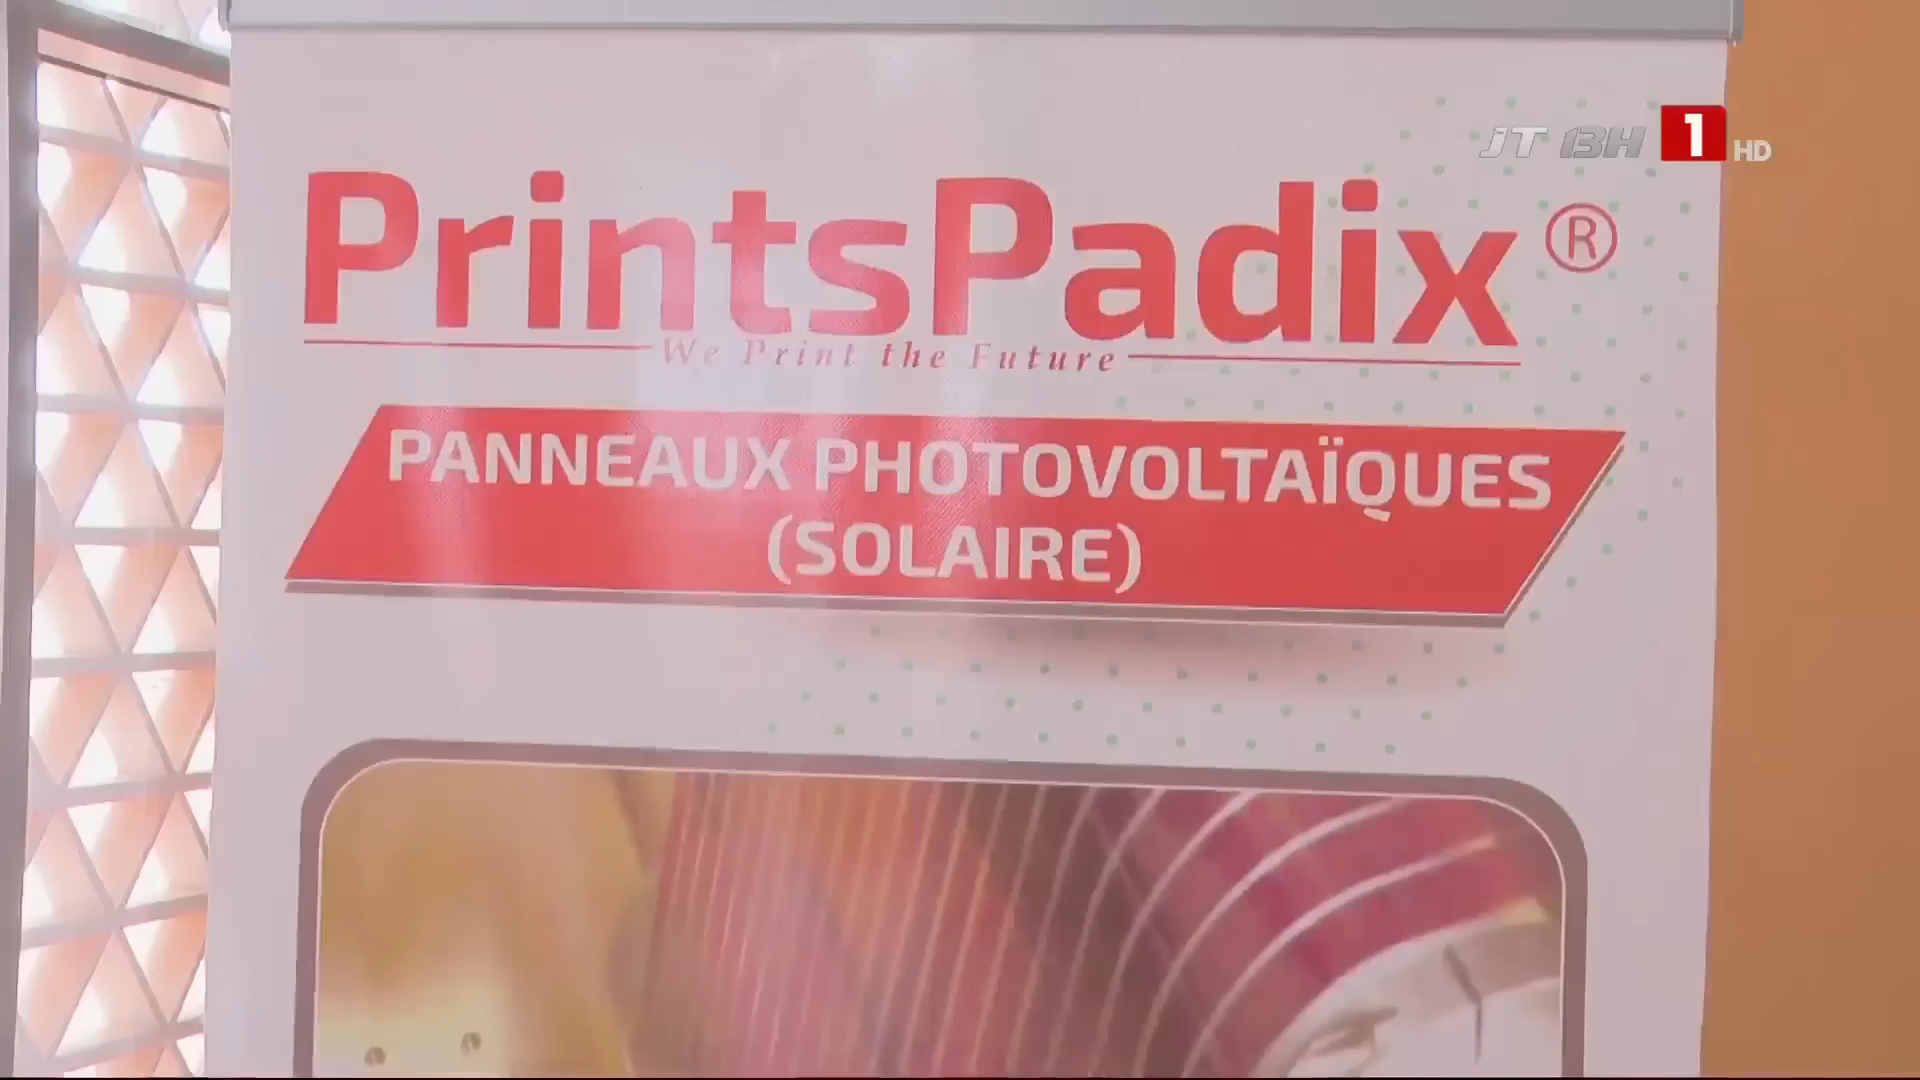 JT 13H 1 HD
PrintsPadix®
We Print the Future
PANNEAUX PHOTOVOLTAÏQUES
(SOLAIRE)